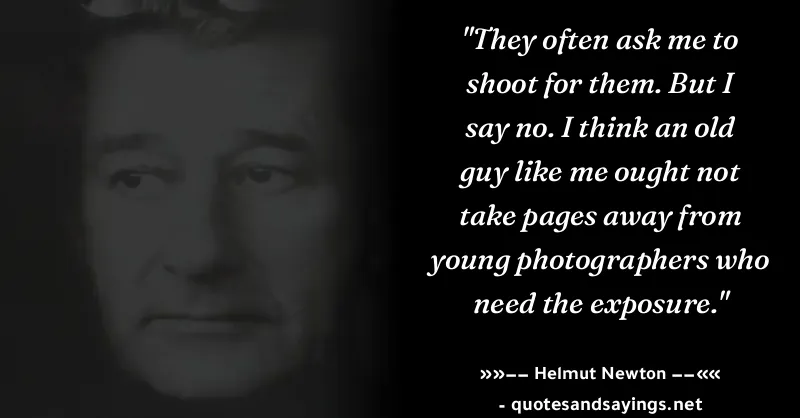 "They often ask me to
shoot for them. But I
say no. I think an old
guy like me ought not
take pages away from
young photographers who
need the exposure."
»»–– Helmut Newton ––««
- quotesandsayings.net